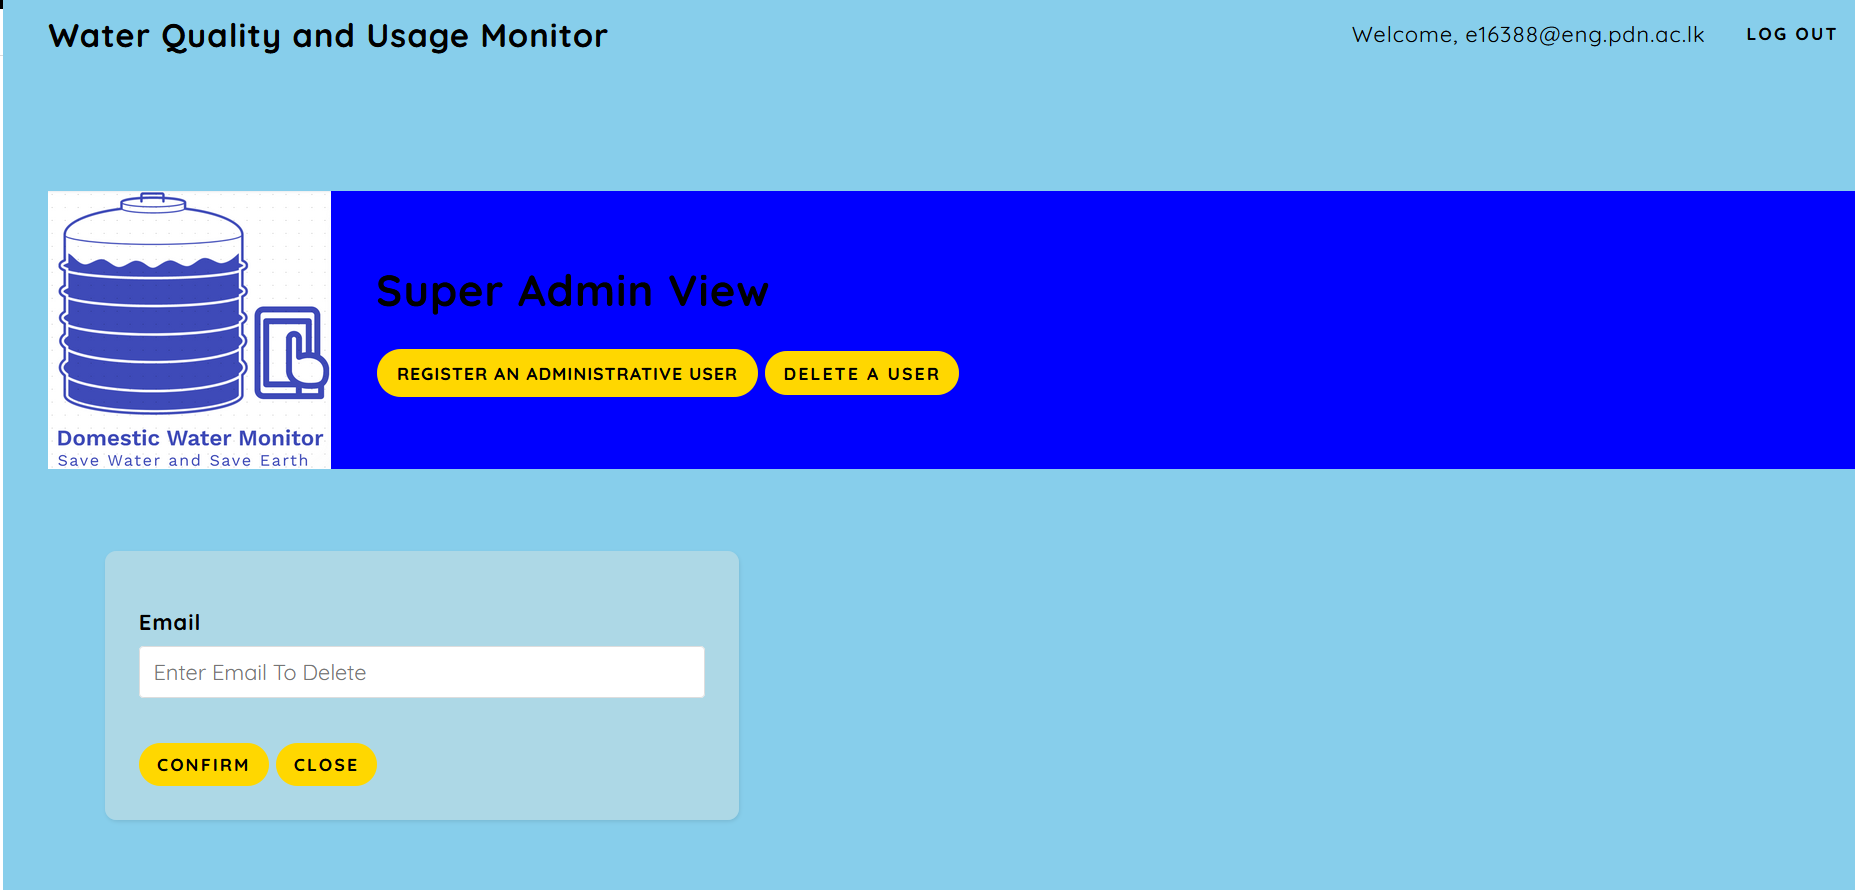 Water Quality and Usage Monitor
Welcome, e16388@eng.pdn.ac.lk LOG OUT
Super Admin View
REGISTER AN ADMINISTRATIVE USER DELETE A USER
Domestic Water Monitor
Save Water and Save Earth
Email
Enter Email To Delete
CONFIRM CLOSE